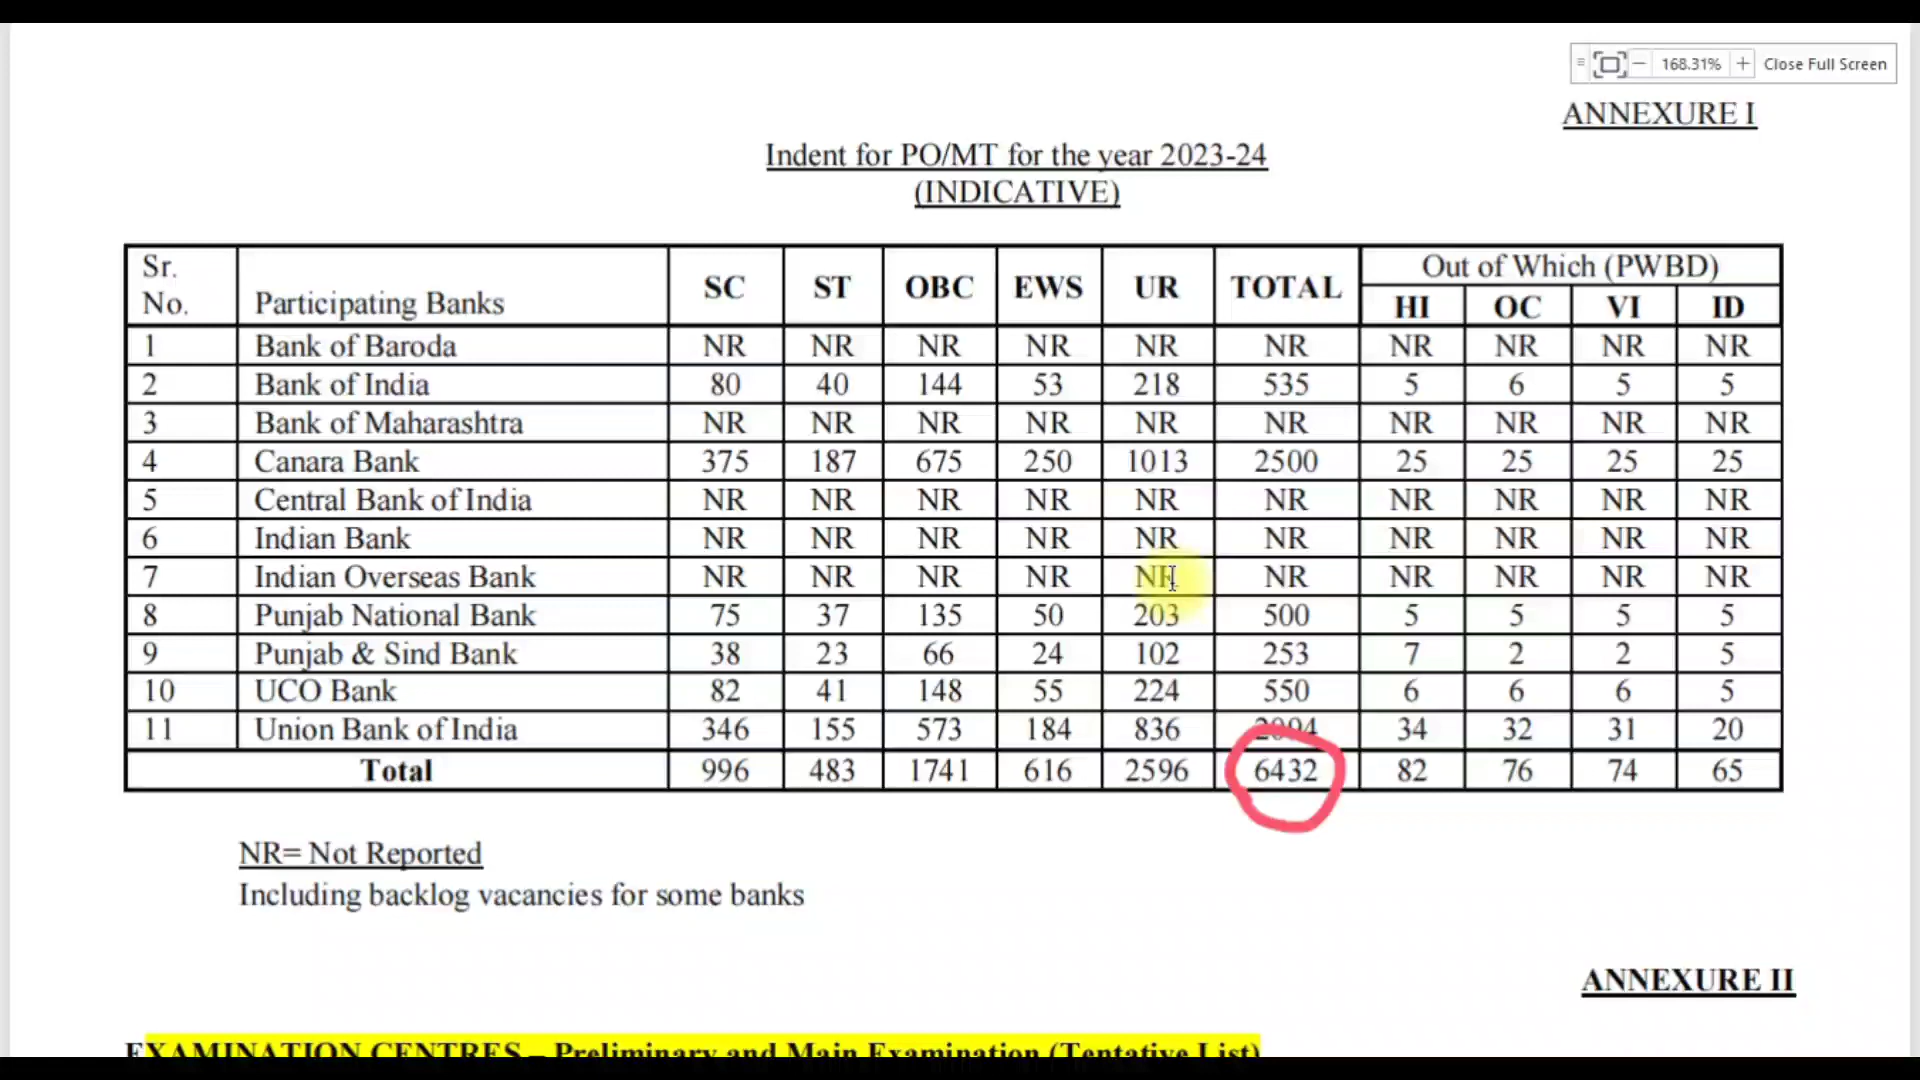 168.31% Close Full Screen
ANNEXURE I
Indent for PO/MT for the year 2023-24
(INDICATIVE)
Sr. No. Participating Banks SC ST OBC EWS UR TOTAL Out of Which (PWBD)
HI OC VI ID
1 Bank of Baroda NR NR NR NR NR NR NR NR NR NR
2 Bank of India 80 40 144 53 218 535 5 6 5 5
3 Bank of Maharashtra NR NR NR NR NR NR NR NR NR NR
4 Canara Bank 375 187 675 250 1013 2500 25 25 25 25
5 Central Bank of India NR NR NR NR NR NR NR NR NR NR
6 Indian Bank NR NR NR NR NR NR NR NR NR NR
7 Indian Overseas Bank NR NR NR NR NR NR NR NR NR NR
8 Punjab National Bank 75 37 135 50 203 500 5 5 5 5
9 Punjab & Sind Bank 38 23 66 24 102 253 7 2 2 5
10 UCO Bank 82 41 148 55 224 550 6 6 6 5
11 Union Bank of India 346 155 573 184 836 2094 34 32 31 20
Total 996 483 1741 616 2596 6432 82 76 74 65
NR= Not Reported
Including backlog vacancies for some banks
ANNEXURE II
EXAMINATION CENTRES – Preliminary and Main Examination (Tentative List)